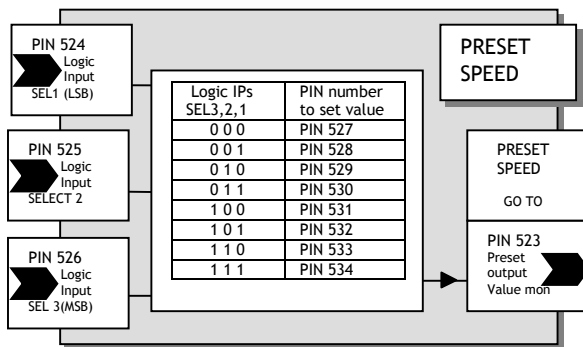 PIN 524
Logic
Input
SEL1 (LSB)
PIN 525
Logic
Input
SELECT 2
PIN 526
Logic
Input
SEL 3(MSB)
Logic IPs PIN number
SEL3,2,1 to set value
0 0 0 PIN 527
0 0 1 PIN 528
0 1 0 PIN 529
0 1 1 PIN 530
1 0 0 PIN 531
1 0 1 PIN 532
1 1 0 PIN 533
1 1 1 PIN 534
PRESET
SPEED
PRESET
SPEED
GO TO
PIN 523
Preset
output
Value mon